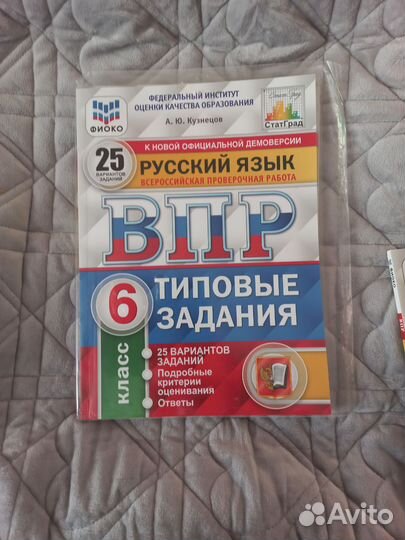 ФЕДЕРАЛЬНЫЙ ИНСТИТУТ
ОЦЕНКИ КАЧЕСТВА ОБРАЗОВАНИЯ
А. Ю. Кузнецов
ФИОКО
СтатГрад
К НОВОЙ ОФИЦИАЛЬНОЙ ДЕМОВЕРСИИ
25
ВАРИАНТОВ
ЗАДАНИЙ
РУССКИЙ ЯЗЫК
ВСЕРОССИЙСКАЯ ПРОВЕРОЧНАЯ РАБОТА
ВПР
6
КЛАСС
ТИПОВЫЕ
ЗАДАНИЯ
• 25 ВАРИАНТОВ
ЗАДАНИЙ
• Подробные
критерии
оценивания
• Ответы
Avito